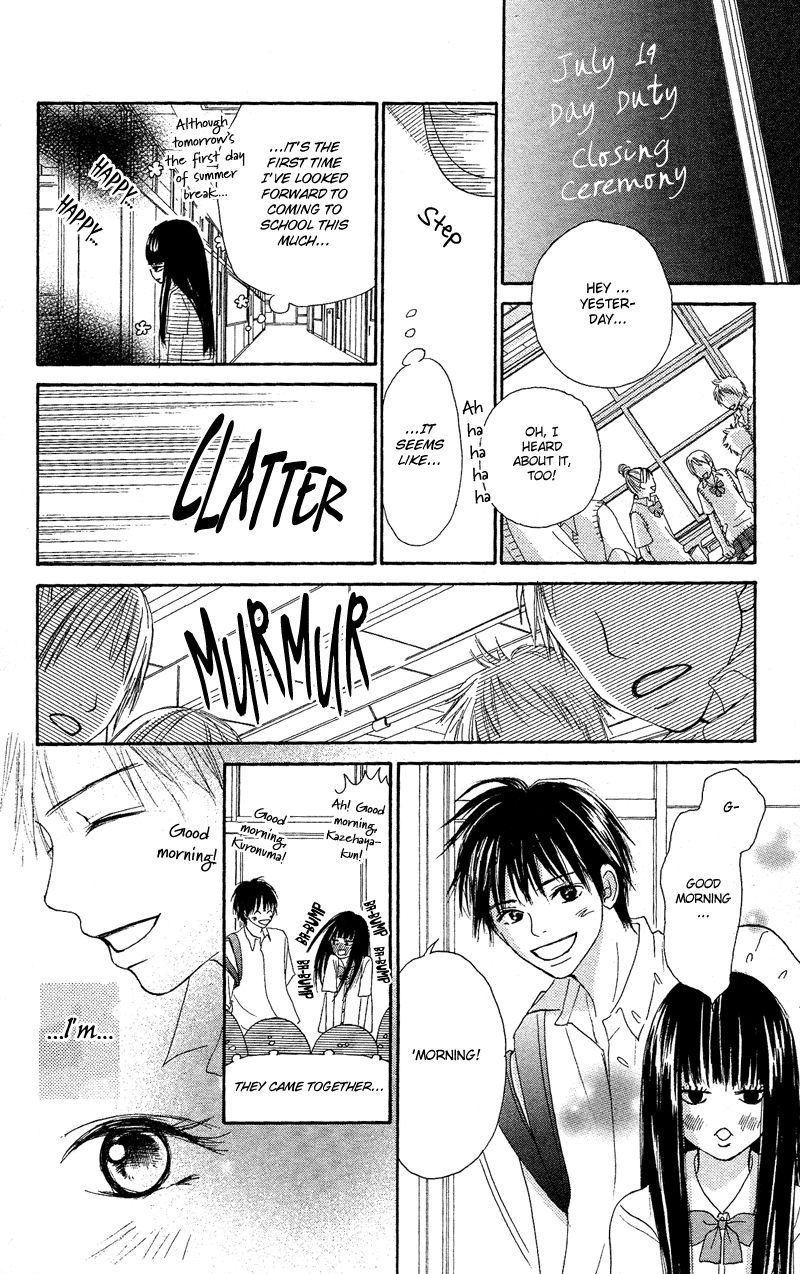 July 19
Day Duty
Closing
Ceremony
HEY ...
YESTER-
DAY...
OH, I
HEARD
ABOUT IT,
TOO!
Ah
ha
ha
ha
ha
Step
...IT
SEEMS
LIKE...
...IT'S THE
FIRST TIME
I'VE LOOKED
FORWARD TO
COMING TO
SCHOOL THIS
MUCH...
Although
tomorrow's
the first day
of summer
break...
HAPPY...
HAPPY...
CLATTER
MURMUR
G-
GOOD
MORNING
...
'MORNING!
Ah! Good
morning,
Kazehaya-
kun!
Good
morning,
Kuronuma!
BA-BUMP
BA-BUMP
BA-BUMP
BA-BUMP
THEY CAME TOGETHER...
Good
morning!
...I'm...